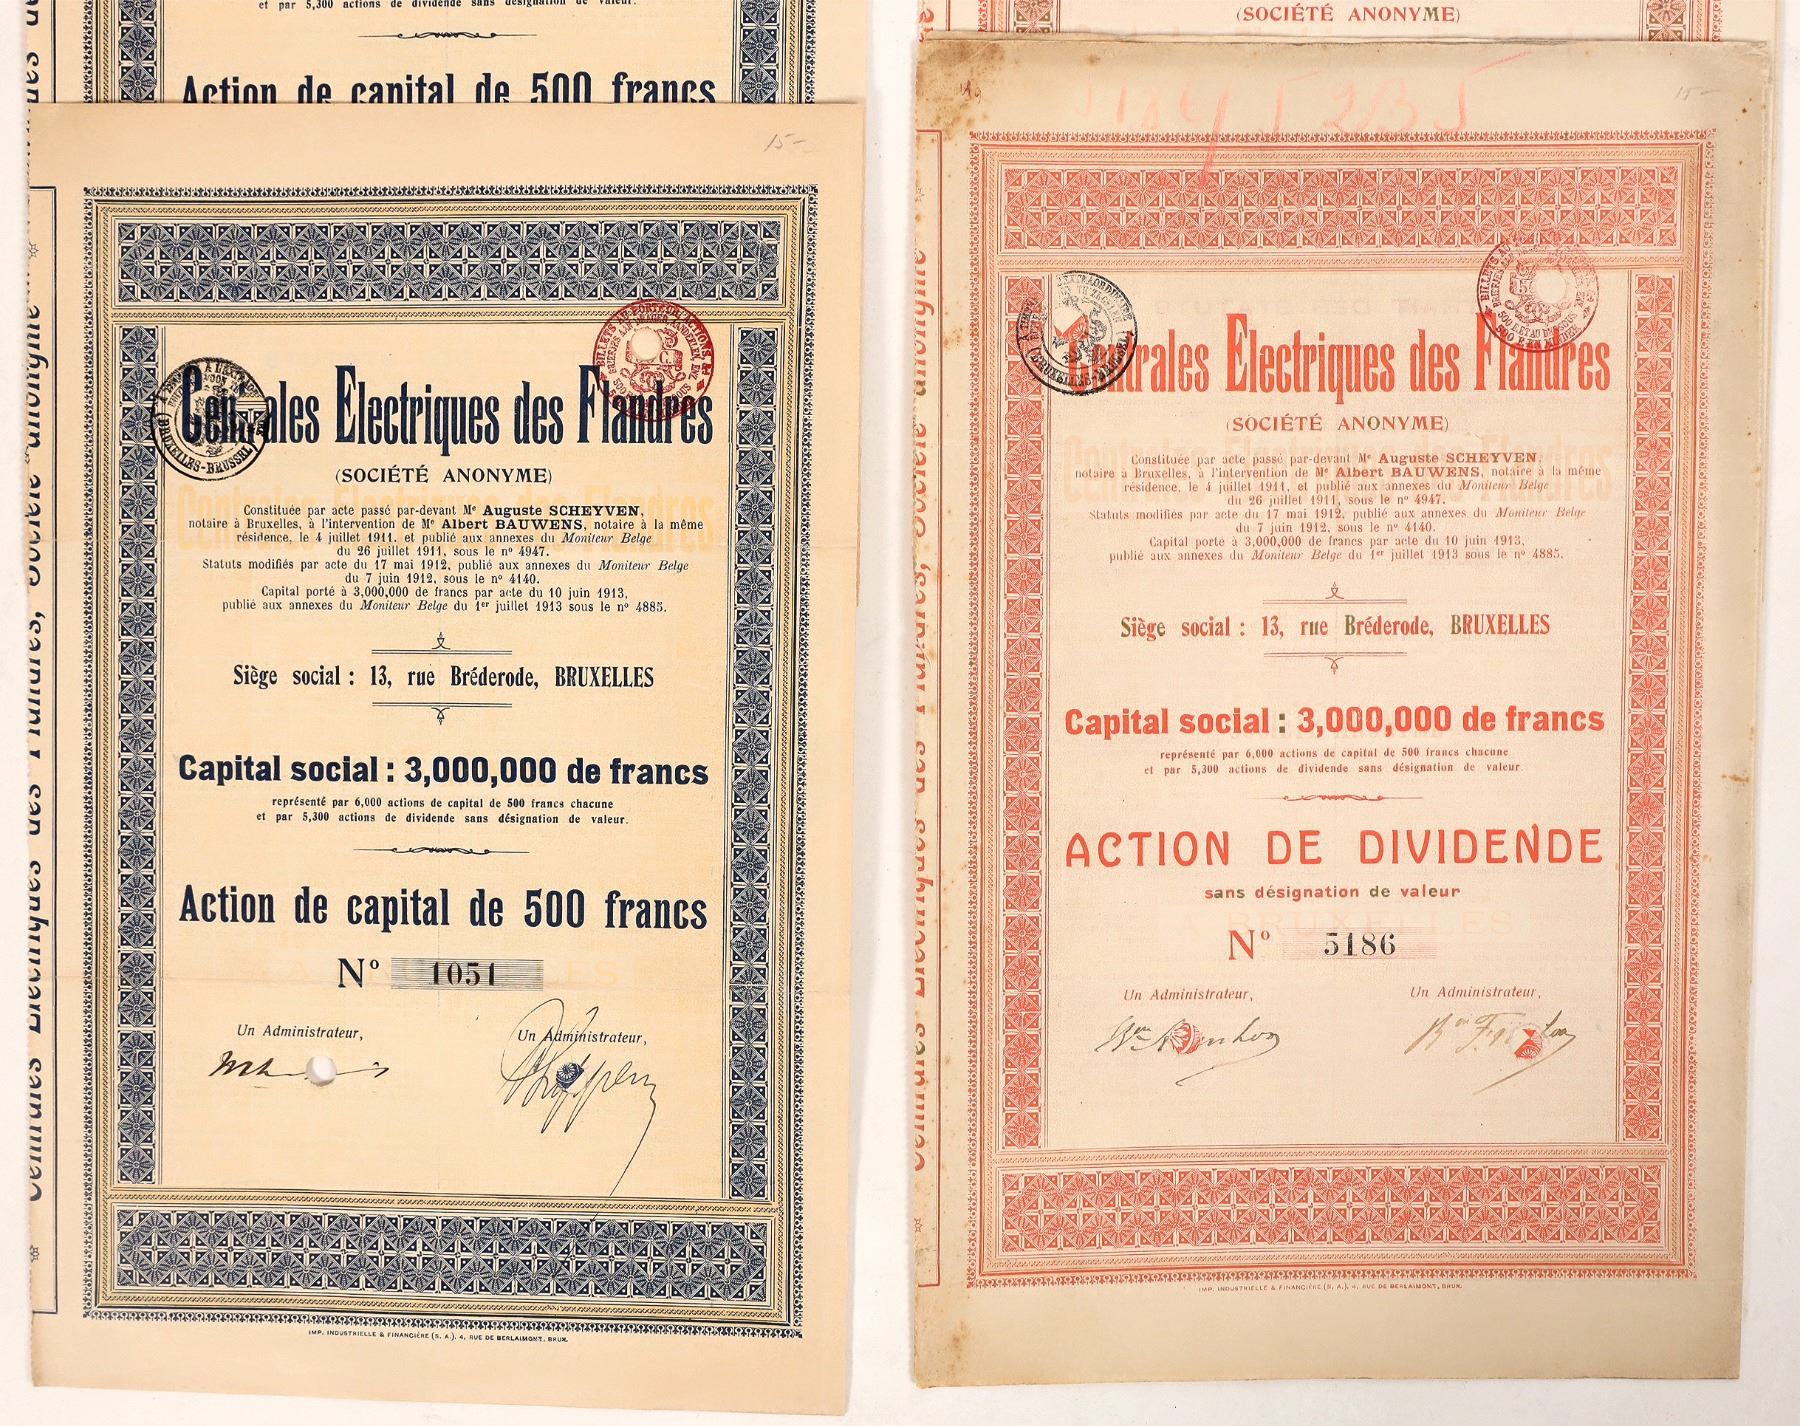 et par 5,300 actions de dividende sans désignation de valeur.
Action de capital de 500 francs
15-
Centrales Electriques des Flandres
(SOCIÉTÉ ANONYME)
Constituée par acte passé par-devant Me Auguste SCHEYVEN,
notaire à Bruxelles, à l'intervention de Me Albert BAUWENS, notaire à la même
résidence, le 4 juillet 1911, et publié aux annexes du Moniteur Belge
du 26 juillet 1911, sous le no 4947.
Statuts modifiés par acte du 17 mai 1912, publié aux annexes du Moniteur Belge
du 7 juin 1912, sous le no 4140.
Capital porté à 3,000,000 de francs par acte du 10 juin 1913,
publié aux annexes du Moniteur Belge du 1er juillet 1913 sous le no 4885.
Siège social : 13, rue Bréderode, BRUXELLES
Capital social : 3,000,000 de francs
représenté par 6,000 actions de capital de 500 francs chacune
et par 5,300 actions de dividende sans désignation de valeur.
Action de capital de 500 francs
No 1051
Un Administrateur,
Un Administrateur,
IMP. INDUSTRIELLE & FINANCIÈRE (S. A.). 4, RUE DE BERLAIMONT, BRUX.
(SOCIÉTÉ ANONYME)
15-
Centrales Electriques des Flandres
(SOCIÉTÉ ANONYME)
Constituée par acte passé par-devant Me Auguste SCHEYVEN,
notaire à Bruxelles, à l'intervention de Me Albert BAUWENS, notaire à la même
résidence, le 4 juillet 1911, et publié aux annexes du Moniteur Belge
du 26 juillet 1911, sous le no 4947.
Statuts modifiés par acte du 17 mai 1912, publié aux annexes du Moniteur Belge
du 7 juin 1912, sous le no 4140.
Capital porté à 3,000,000 de francs par acte du 10 juin 1913,
publié aux annexes du Moniteur Belge du 1er juillet 1913 sous le no 4885.
Siège social : 13, rue Bréderode, BRUXELLES
Capital social : 3,000,000 de francs
représenté par 6,000 actions de capital de 500 francs chacune
et par 5,300 actions de dividende sans désignation de valeur.
ACTION DE DIVIDENDE
sans désignation de valeur
No 5186
Un Administrateur,
Un Administrateur,
IMP. INDUSTRIELLE & FINANCIÈRE (S. A.). 4, RUE DE BERLAIMONT, BRUX.